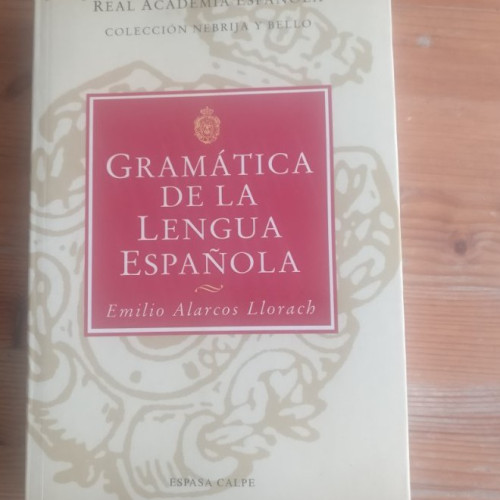 REAL ACADEMIA ESPAÑOLA
COLECCIÓN NEBRIJA Y BELLO
GRAMÁTICA
DE LA
LENGUA
ESPAÑOLA
Emilio Alarcos Llorach
ESPASA CALPE